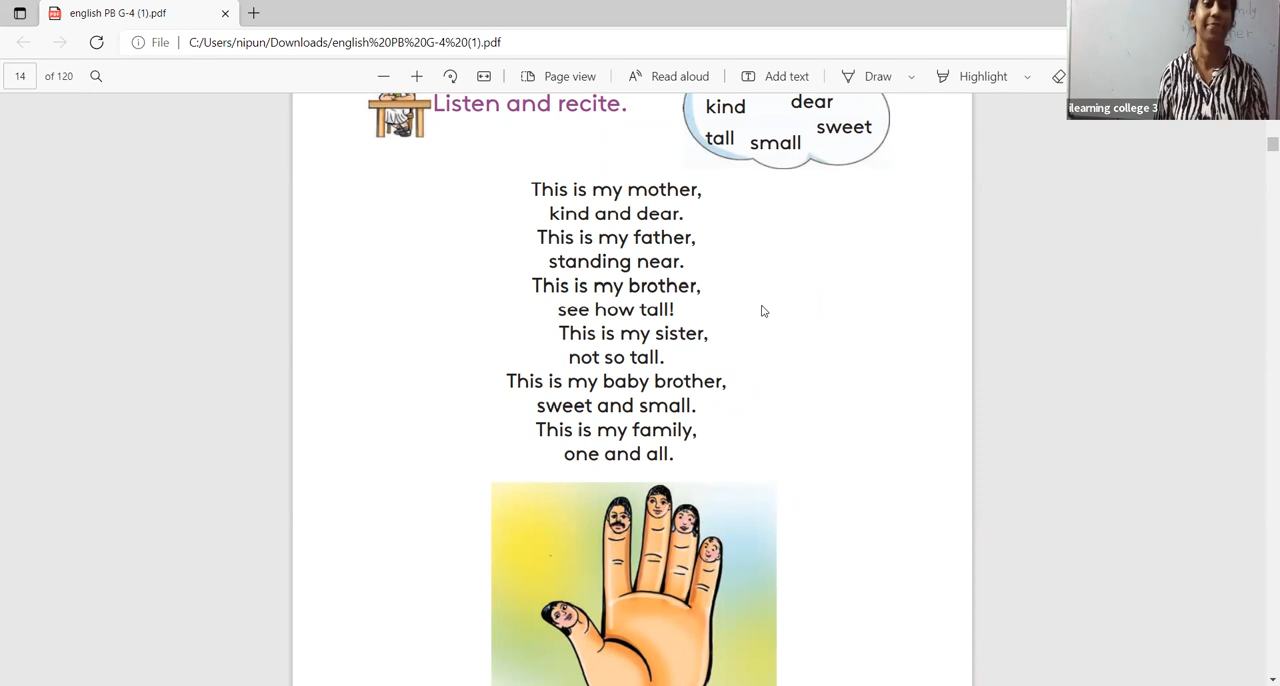 english PB G-4 (1).pdf
File C:/Users/nipun/Downloads/english%20PB%20G-4%20(1).pdf
14 of 120 Page view Read aloud Add text Draw Highlight
ilearning college 3
Listen and recite.
kind dear
tall small sweet
This is my mother,
kind and dear.
This is my father,
standing near.
This is my brother,
see how tall!
This is my sister,
not so tall.
This is my baby brother,
sweet and small.
This is my family,
one and all.